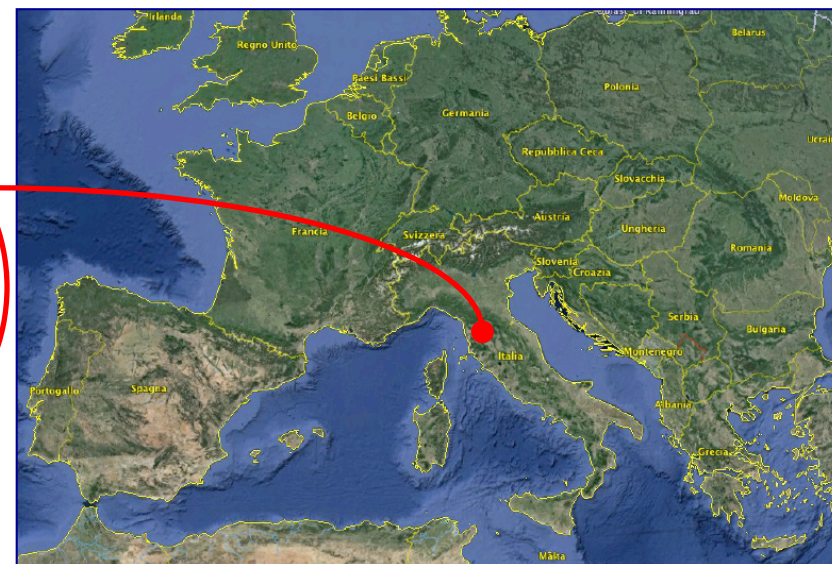 Irlanda
Regno Unito
Belarus
Paesi Bassi
Polonia
Belgio
Germania
Repubblica Ceca
Slovacchia
Moldova
Austria
Francia
Svizzera
Ungheria
Romania
Slovenia
Croazia
Serbia
Bulgaria
Montenegro
Italia
Portogallo
Spagna
Albania
Grecia
Malta